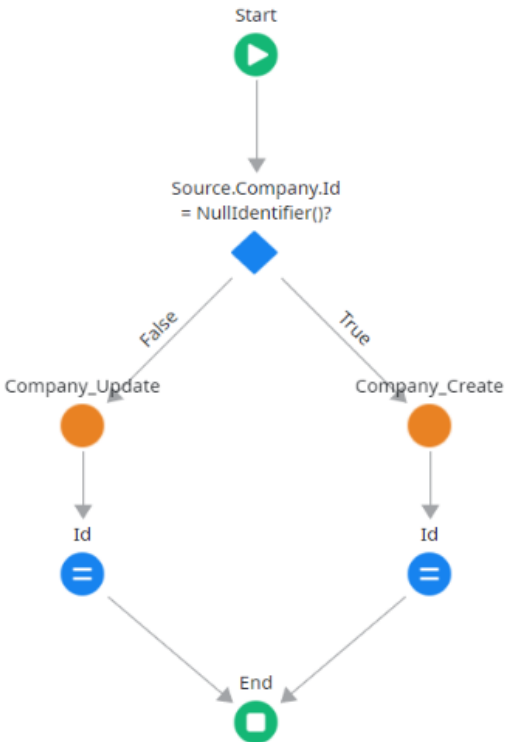 Start
Source.Company.Id
= NullIdentifier()?
False
True
Company_Update
Company_Create
Id
Id
End